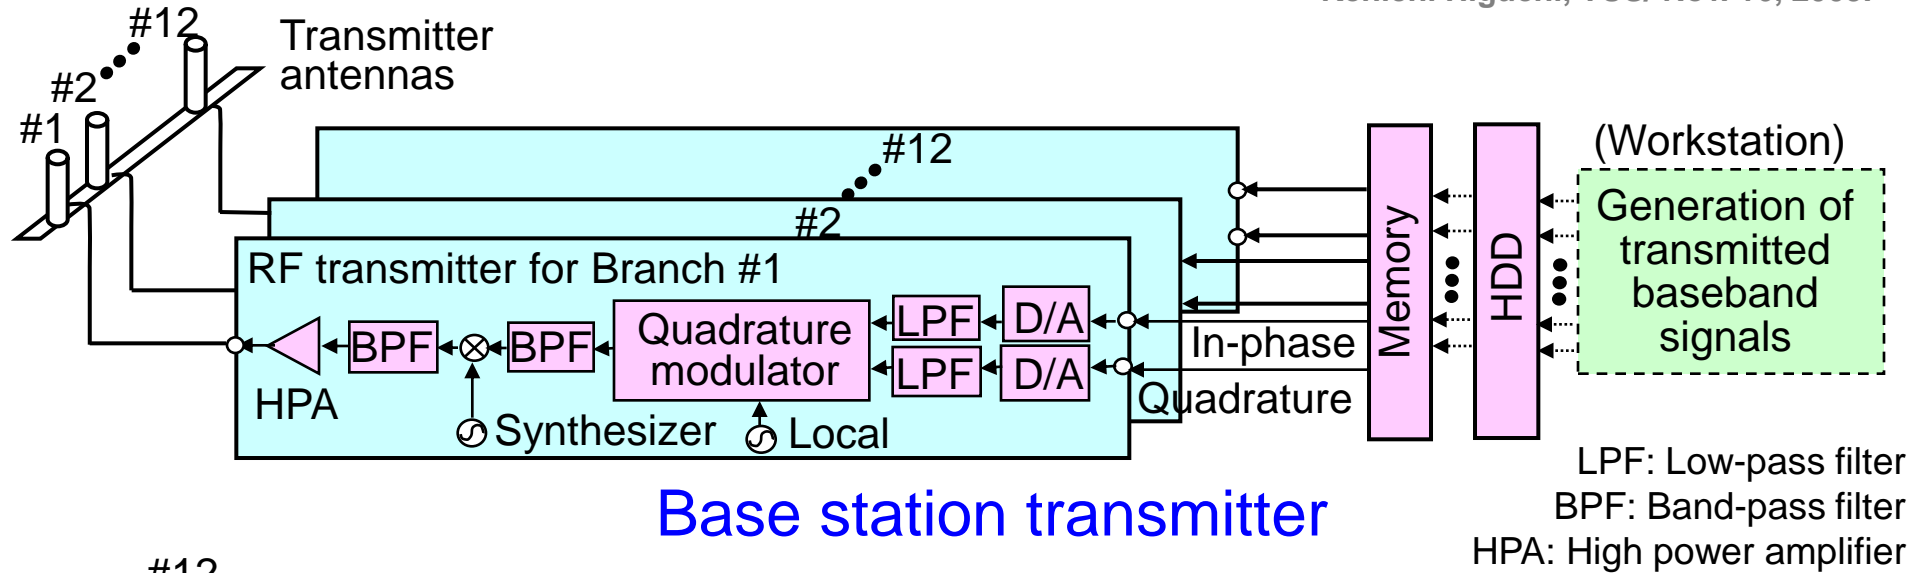 #12
Transmitter
antennas
#2
#1
#12
(Workstation)
#2
RF transmitter for Branch #1
Memory
HDD
Generation of
transmitted
baseband
signals
BPF
BPF
Quadrature
modulator
LPF
D/A
LPF
D/A
In-phase
Quadrature
HPA
Synthesizer
Local
Base station transmitter
LPF: Low-pass filter
BPF: Band-pass filter
HPA: High power amplifier
#12